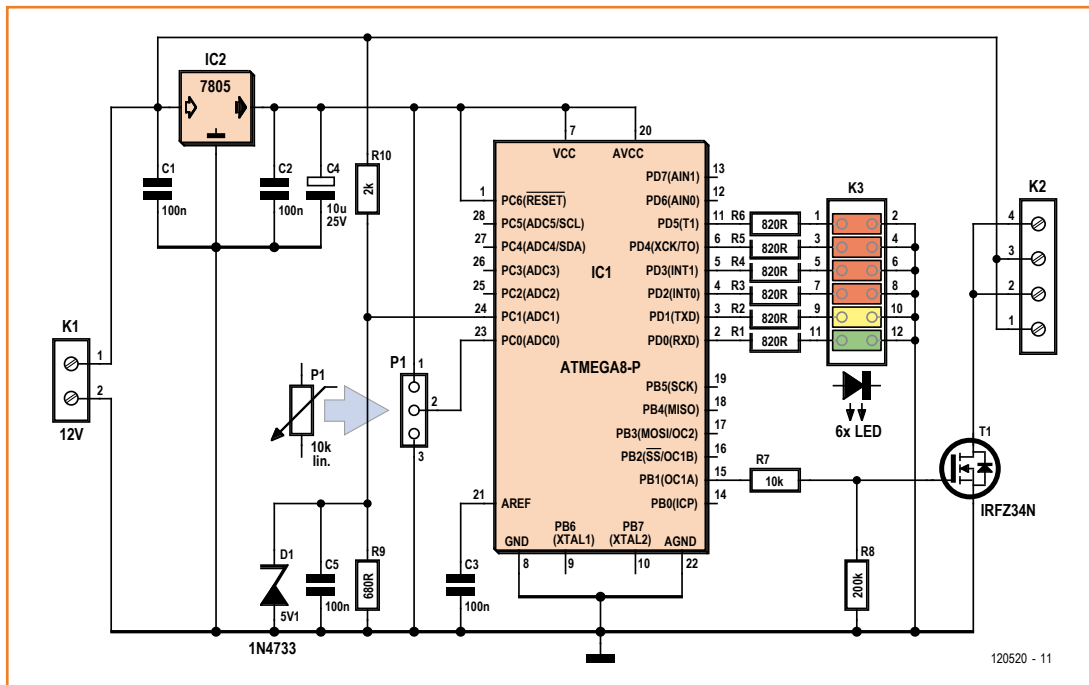 IC2
7805
C1
100n
C2
100n
C4
10u
25V
R10
2k
K1
1
2
12V
P1
10k
lin.
P1
1
2
3
D1
5V1
1N4733
C5
100n
R9
680R
C3
100n
7
VCC
20
AVCC
1 PC6(RESET)
28 PC5(ADC5/SCL)
27 PC4(ADC4/SDA)
26 PC3(ADC3)
25 PC2(ADC2)
24 PC1(ADC1)
23 PC0(ADC0)
21 AREF
IC1
ATMEGA8-P
PD7(AIN1) 13
PD6(AIN0) 12
PD5(T1) 11 R6 820R 1 2
PD4(XCK/TO) 6 R5 820R 3 4
PD3(INT1) 5 R4 820R 5 6
PD2(INT0) 4 R3 820R 7 8
PD1(TXD) 3 R2 820R 9 10
PD0(RXD) 2 R1 820R 11 12
PB5(SCK) 19
PB4(MISO) 18
PB3(MOSI/OC2) 17
PB2(SS/OC1B) 16
PB1(OC1A) 15
PB0(ICP) 14
GND
8
PB6
(XTAL1)
9
PB7
(XTAL2)
10
AGND
22
K3
6x LED
K2
4
3
2
1
R7
10k
R8
200k
T1
IRFZ34N
120520 - 11